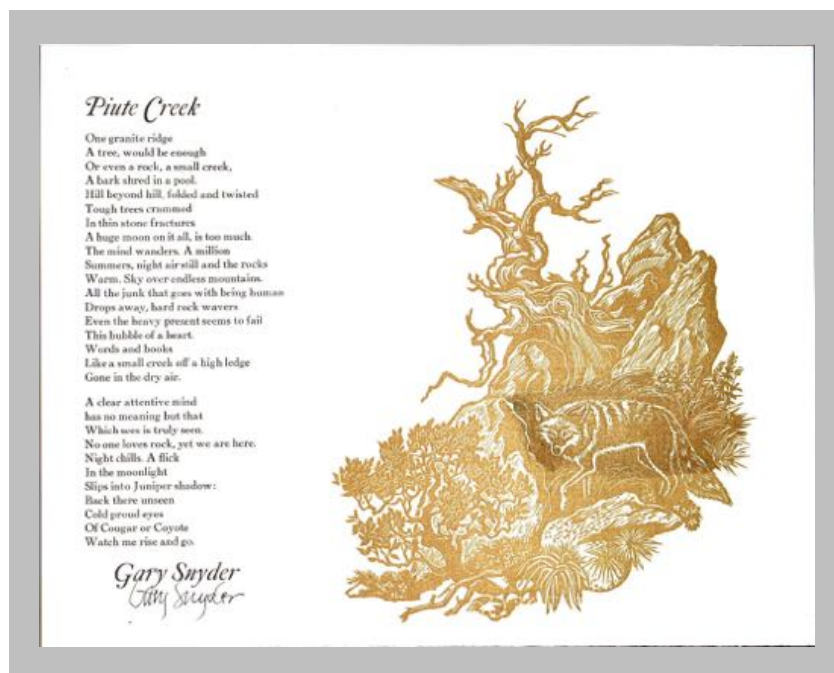 Piute Creek
One granite ridge
A tree, would be enough
Or even a rock, a small creek,
A bark shred in a pool.
Hill beyond hill, folded and twisted
Tough trees crammed
In thin stone fractures
A huge moon on it all, is too much.
The mind wanders. A million
Summers, night air still and the rocks
Warm. Sky over endless mountains.
All the junk that goes with being human
Drops away, hard rock wavers
Even the heavy present seems to fail
This bubble of a heart.
Words and books
Like a small creek off a high ledge
Gone in the dry air.
A clear attentive mind
has no meaning but that
Which sees is truly seen.
No one loves rock, yet we are here.
Night chills. A flick
In the moonlight
Slips into Juniper shadow:
Back there unseen
Cold proud eyes
Of Cougar or Coyote
Watch me rise and go.
Gary Snyder
Gary Snyder